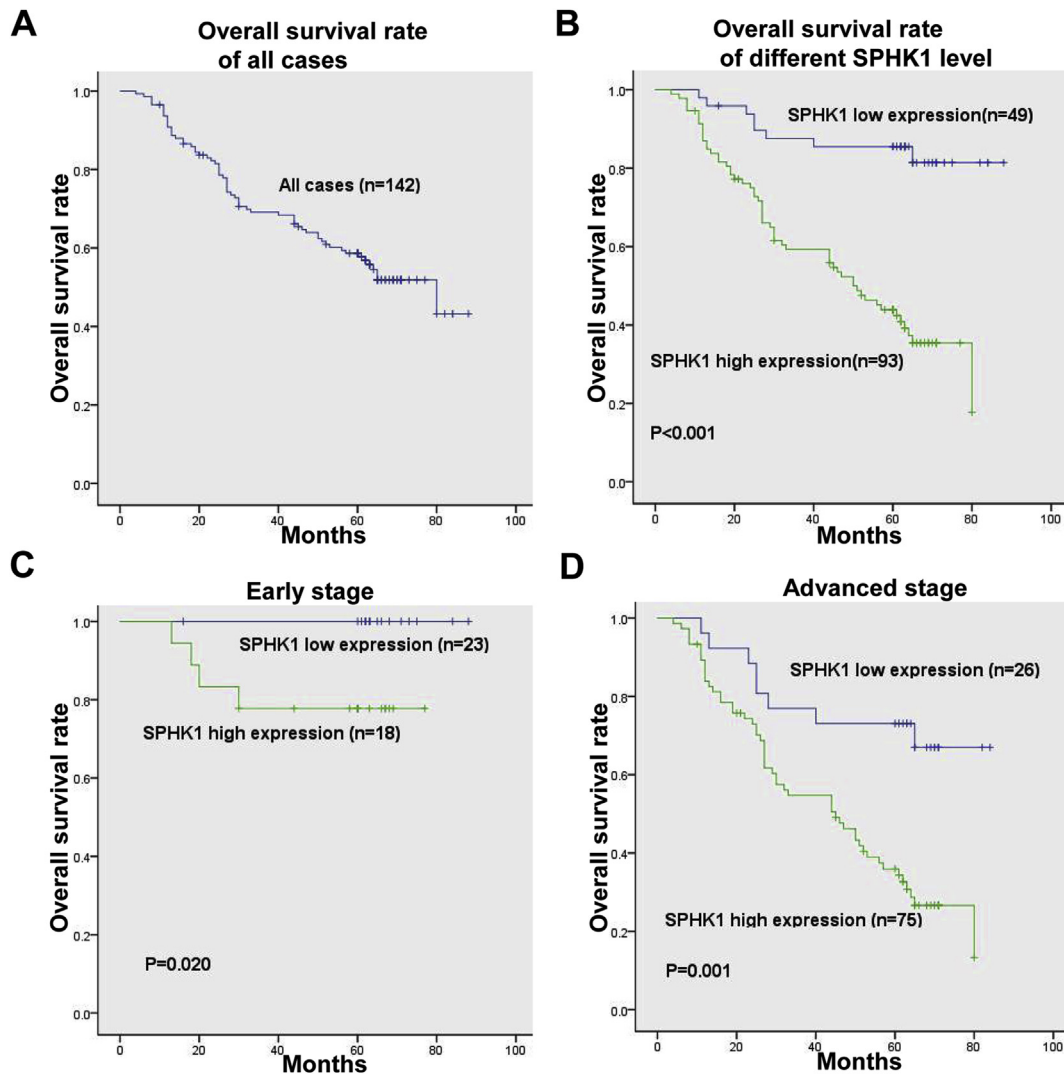 A
Overall survival rate
of all cases
Overall survival rate
1.0
0.8
0.6
0.4
0.2
0.0
All cases (n=142)
0 20 40 60 80 100
Months
B
Overall survival rate
of different SPHK1 level
Overall survival rate
1.0
0.8
0.6
0.4
0.2
0.0
SPHK1 low expression(n=49)
SPHK1 high expression(n=93)
P<0.001
0 20 40 60 80 100
Months
C
Early stage
Overall survival rate
1.0
0.8
0.6
0.4
0.2
0.0
SPHK1 low expression (n=23)
SPHK1 high expression (n=18)
P=0.020
0 20 40 60 80 100
Months
D
Advanced stage
Overall survival rate
1.0
0.8
0.6
0.4
0.2
0.0
SPHK1 low expression (n=26)
SPHK1 high expression (n=75)
P=0.001
0 20 40 60 80 100
Months